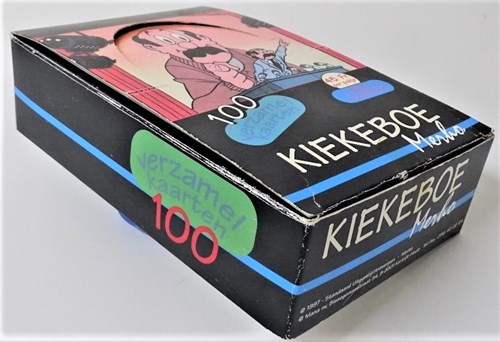 100
verzamel
kaarten
KIEKEBOE
Merho
verzamel
kaarten
100
KIEKEBOE
Merho
© 1997 - Standaard Uitgeverij